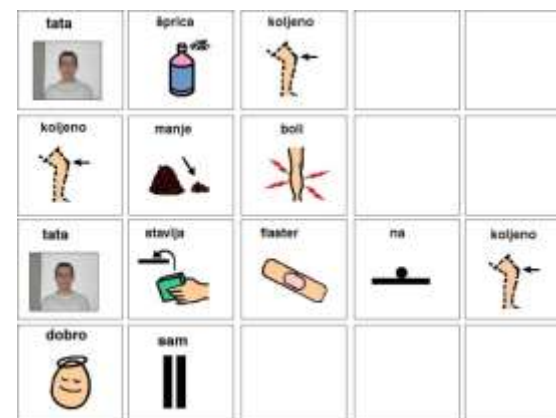 tata šprica koljeno
koljeno manje boli
tata stavlja flaster na koljeno
dobro sam